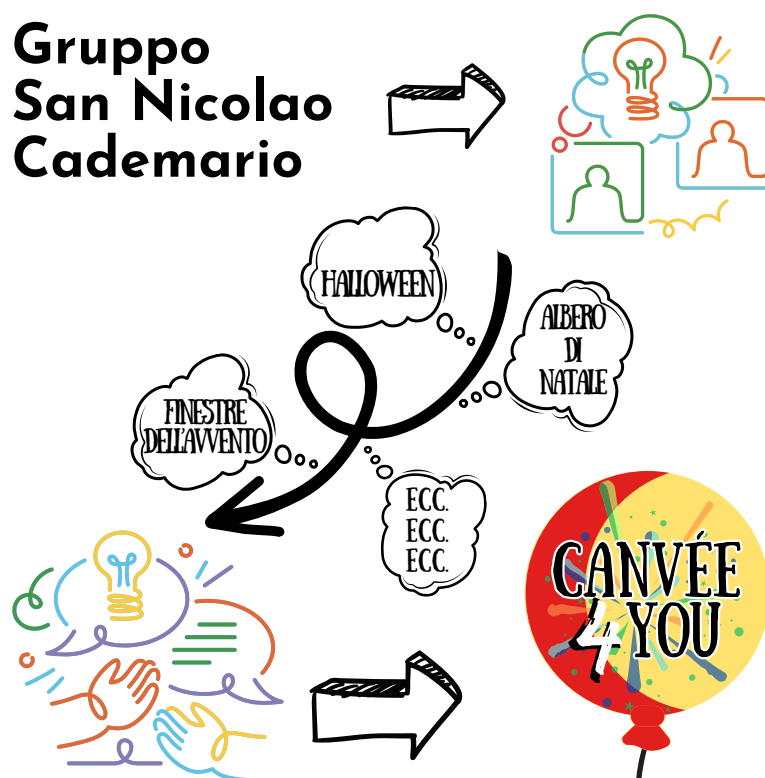 Gruppo
San Nicolao
Cademario
HALLOWEEN
ALBERO
DI
NATALE
FINESTRE
DELL'AVVENTO
ECC.
ECC.
ECC.
CANVÉE
4 YOU